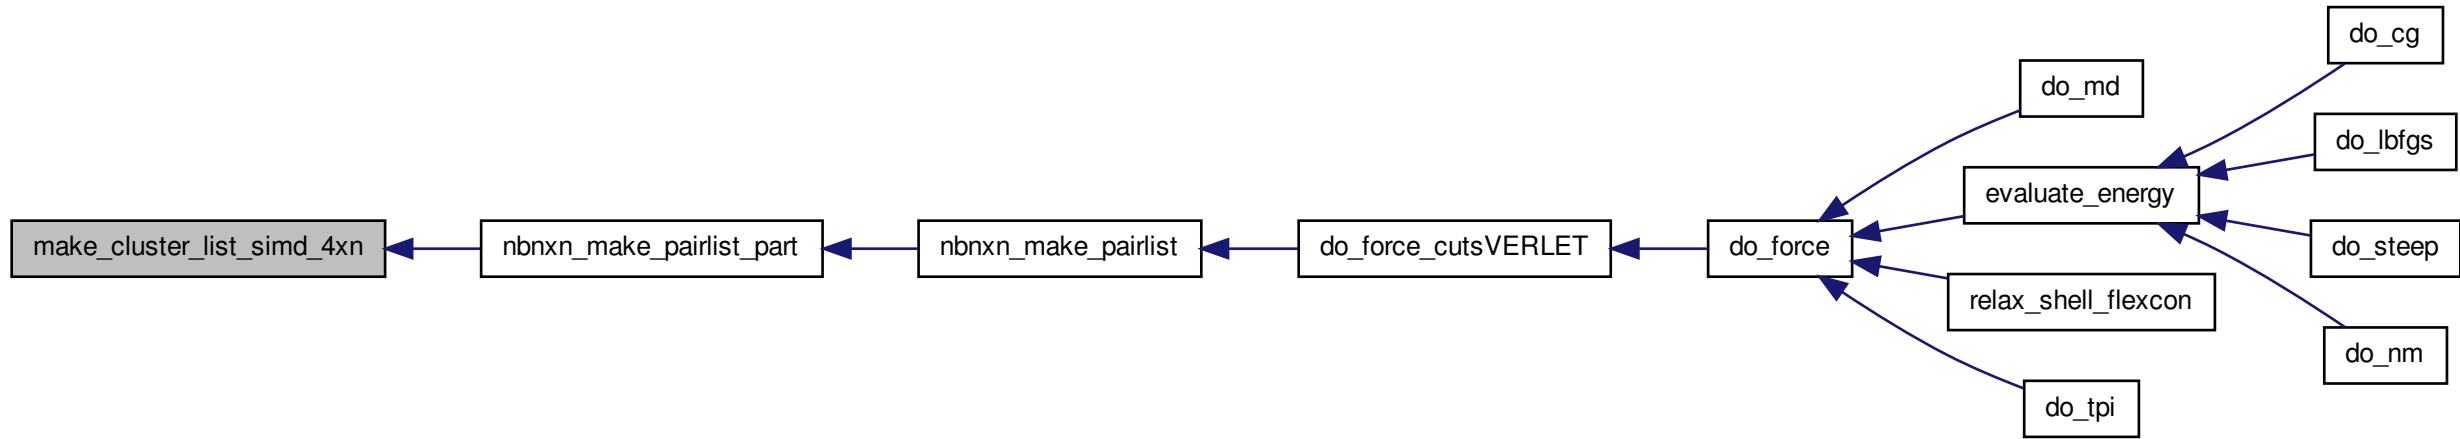 make_cluster_list_simd_4xn
nbnxn_make_pairlist_part
nbnxn_make_pairlist
do_force_cutsVERLET
do_force
do_md
evaluate_energy
relax_shell_flexcon
do_tpi
do_cg
do_lbfgs
do_steep
do_nm